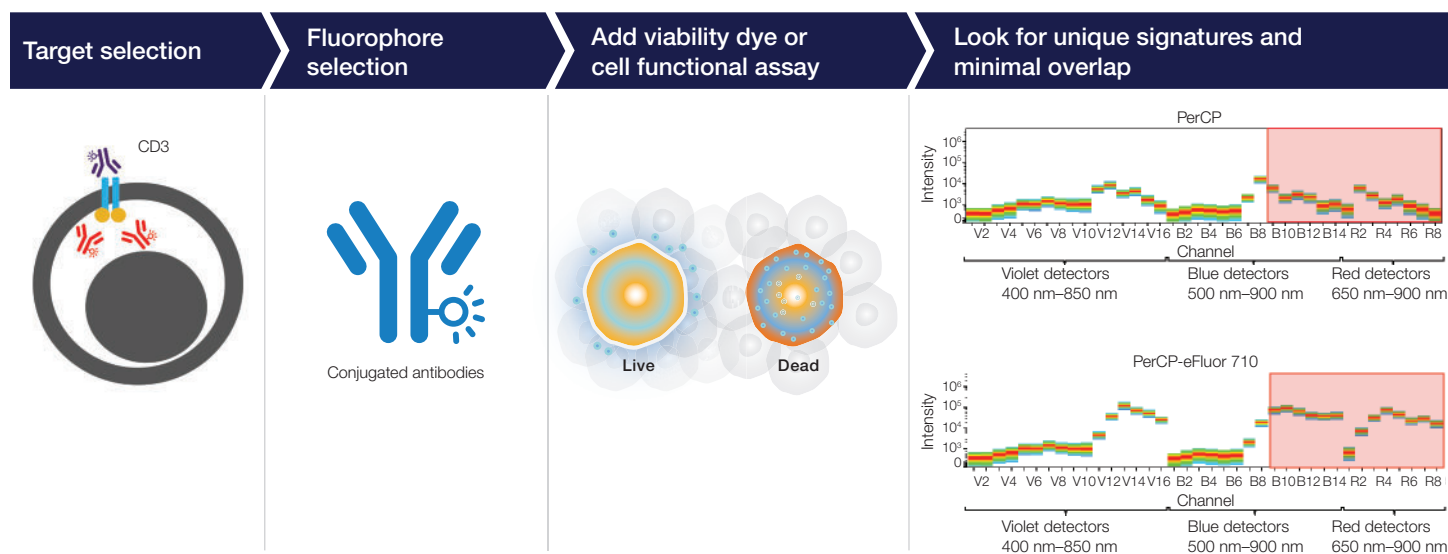 Target selection
Fluorophore
selection
Add viability dye or
cell functional assay
Look for unique signatures and
minimal overlap
CD3
Conjugated antibodies
Live
Dead
PerCP
Intensity
10⁶
10⁵
10⁴
10³
0
V2 V4 V6 V8 V10 V12 V14 V16 B2 B4 B6 B8 B10 B12 B14 R2 R4 R6 R8
Channel
Violet detectors
400 nm–850 nm
Blue detectors
500 nm–900 nm
Red detectors
650 nm–900 nm
PerCP-eFluor 710
Intensity
10⁶
10⁵
10⁴
10³
0
V2 V4 V6 V8 V10 V12 V14 V16 B2 B4 B6 B8 B10 B12 B14 R2 R4 R6 R8
Channel
Violet detectors
400 nm–850 nm
Blue detectors
500 nm–900 nm
Red detectors
650 nm–900 nm